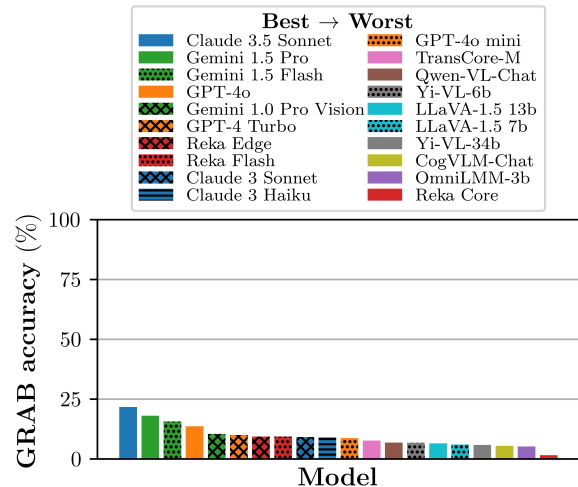 Best → Worst
Claude 3.5 Sonnet
Gemini 1.5 Pro
Gemini 1.5 Flash
GPT-4o
Gemini 1.0 Pro Vision
GPT-4 Turbo
Reka Edge
Reka Flash
Claude 3 Sonnet
Claude 3 Haiku
GPT-4o mini
TransCore-M
Qwen-VL-Chat
Yi-VL-6b
LLaVA-1.5 13b
LLaVA-1.5 7b
Yi-VL-34b
CogVLM-Chat
OmniLMM-3b
Reka Core
GRAB accuracy (%)
100
75
50
25
0
Model